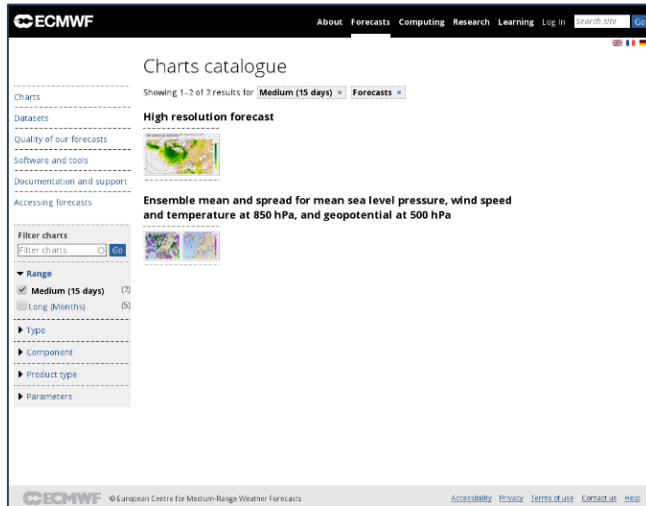 ECMWF
About Forecasts Computing Research Learning Log In Search site Go
Charts catalogue
Showing 1-2 of 2 results for Medium (15 days) × Forecasts ×
High resolution forecast
Ensemble mean and spread for mean sea level pressure, wind speed
and temperature at 850 hPa, and geopotential at 500 hPa
Charts
Datasets
Quality of our forecasts
Software and tools
Documentation and support
Accessing forecasts
Filter charts
Filter charts Go
Range
Medium (15 days) (2)
Long (Months) (5)
Type
Component
Product type
Parameters
ECMWF © European Centre for Medium-Range Weather Forecasts
Accessibility Privacy Terms of use Contact us Help